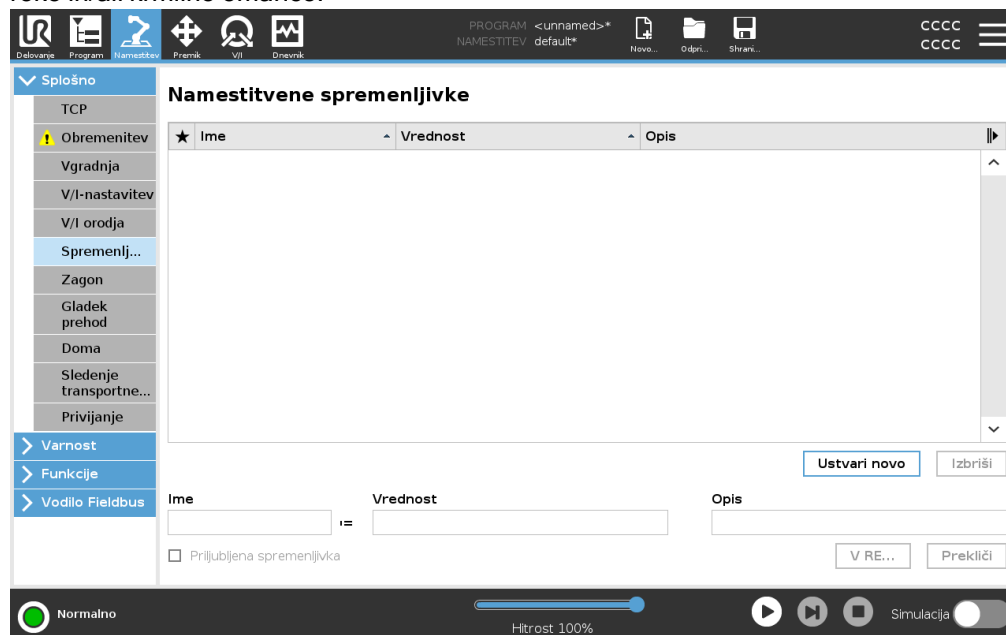 PROGRAM <unnamed>*
NAMESTITEV default*
Delovanje Program Namestitev Premik V/I Dnevnik Novo... Odpri... Shrani...
CCCC
CCCC
Splošno
TCP
Obremenitev
Vgradnja
V/I-nastavitev
V/I orodja
Spremenlj...
Zagon
Gladek
prehod
Doma
Sledenje
transportne...
Privijanje
Varnost
Funkcije
Vodilo Fieldbus
Namestitvene spremenljivke
Ime Vrednost Opis
Ustvari novo Izbriši
Ime Vrednost Opis
:=
Priljubljena spremenljivka V RE... Prekliči
Normalno
Hitrost 100%
Simulacija